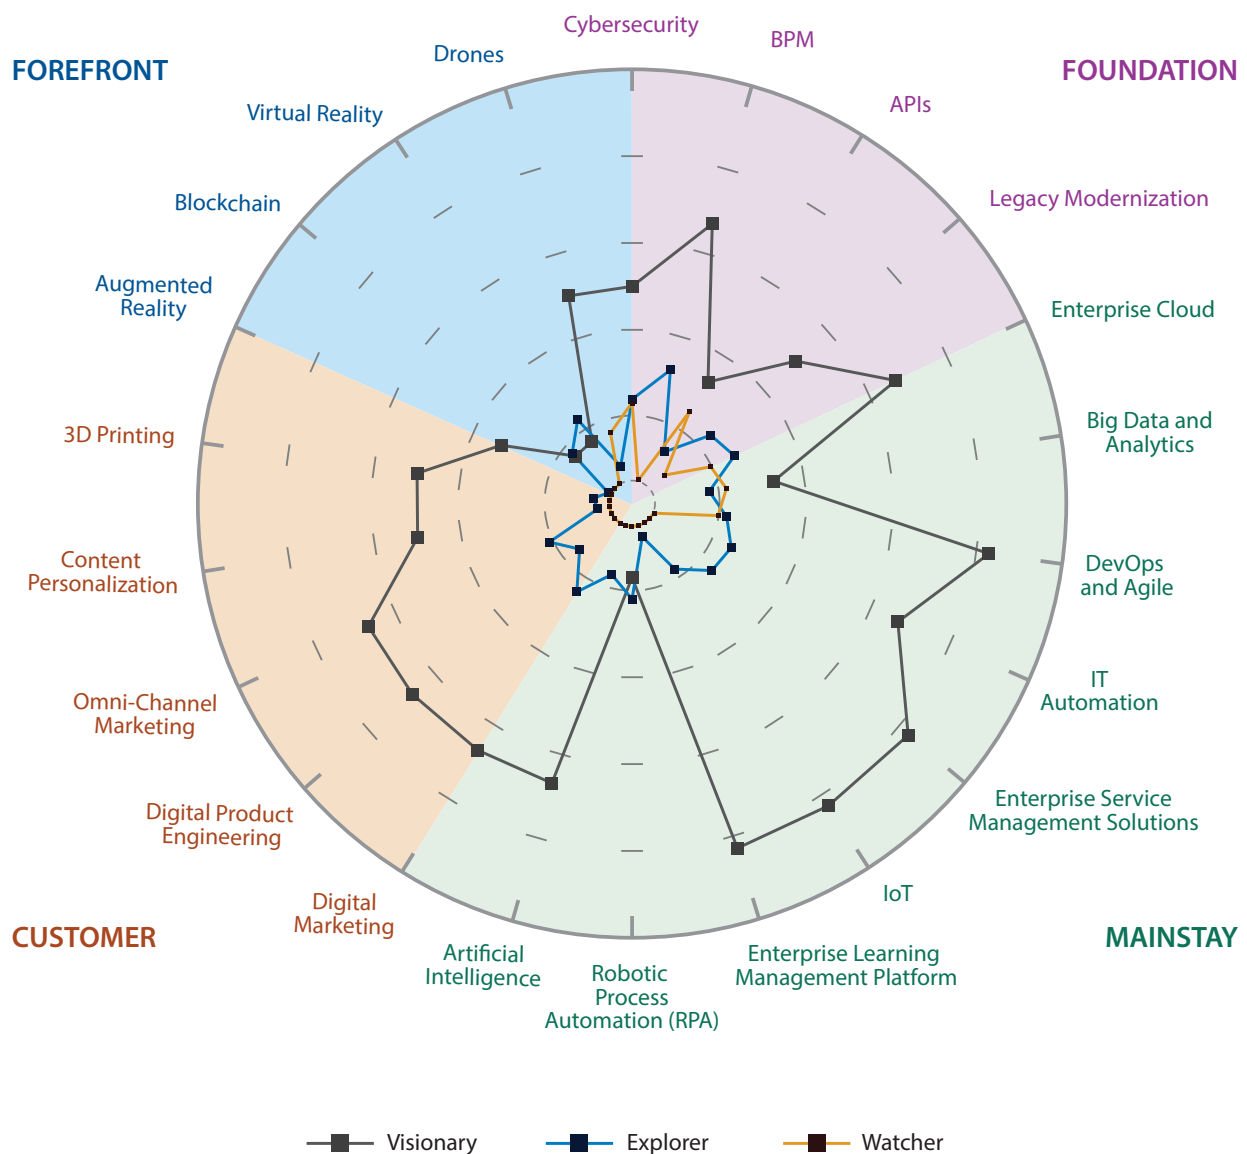 Cybersecurity
BPM
Drones
FOREFRONT
FOUNDATION
APIs
Virtual Reality
Legacy Modernization
Blockchain
Augmented
Reality
Enterprise Cloud
Big Data and
Analytics
3D Printing
DevOps
and Agile
Content
Personalization
IT
Automation
Omni-Channel
Marketing
Enterprise Service
Management Solutions
Digital Product
Engineering
IoT
Digital
Marketing
CUSTOMER
MAINSTAY
Artificial
Intelligence
Enterprise Learning
Management Platform
Robotic
Process
Automation (RPA)
Visionary
Explorer
Watcher